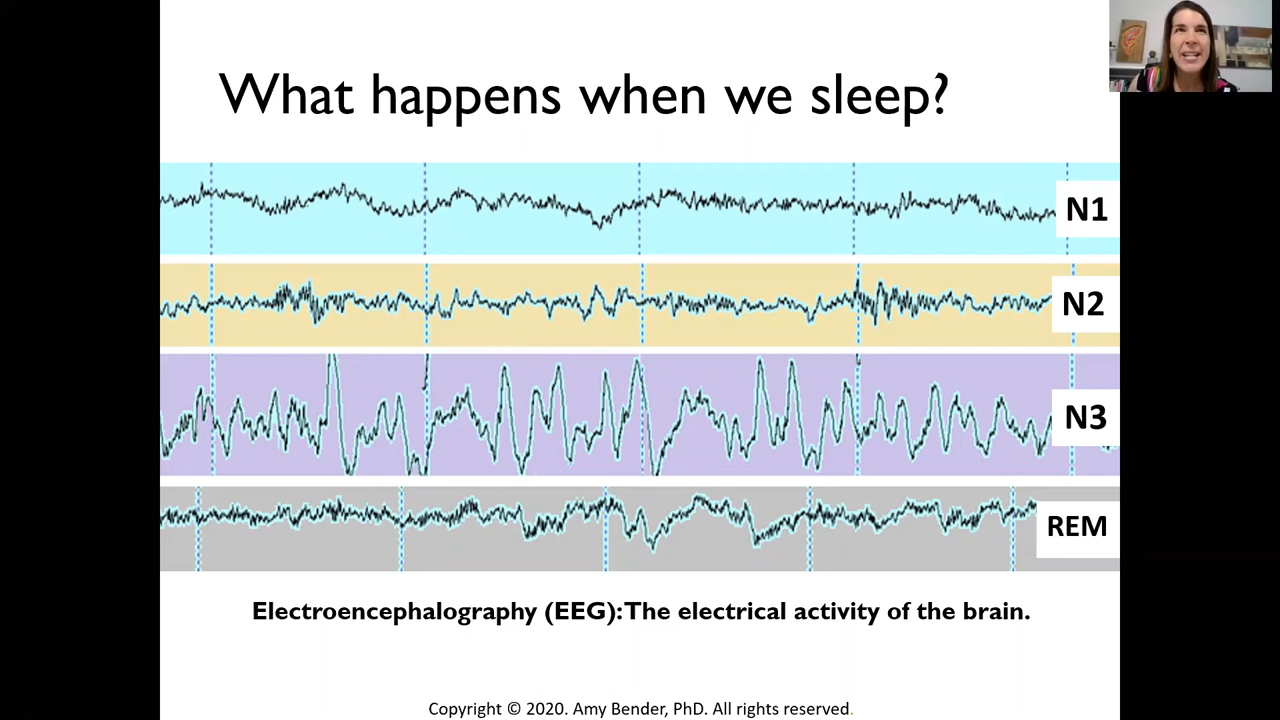 What happens when we sleep?
N1
N2
N3
REM
Electroencephalography (EEG):The electrical activity of the brain.
Copyright © 2020. Amy Bender, PhD. All rights reserved.